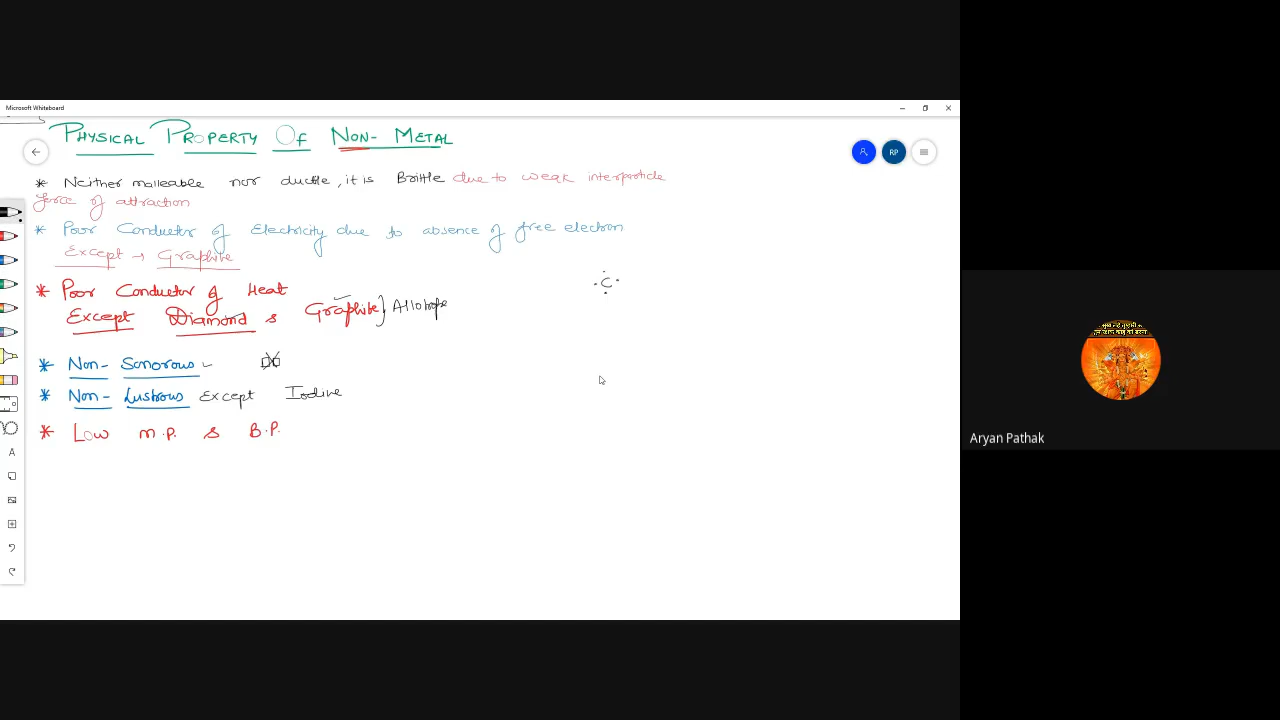 Microsoft Whiteboard
PHYSICAL PROPERTY OF NON-METAL
RP
* Neither malleable nor ductle, it is Brittle due to weak interparticle
force of attraction
* Poor Conductor of Electricity due to absence of free electron
Except → Graphite
* Poor Conductor of Heat
Except Diamond & Graphite } Allotrope
C
* Non-Sonorous
* Non-Lustrous Except Iodine
* Low m.p. & B.P.
A
Aryan Pathak